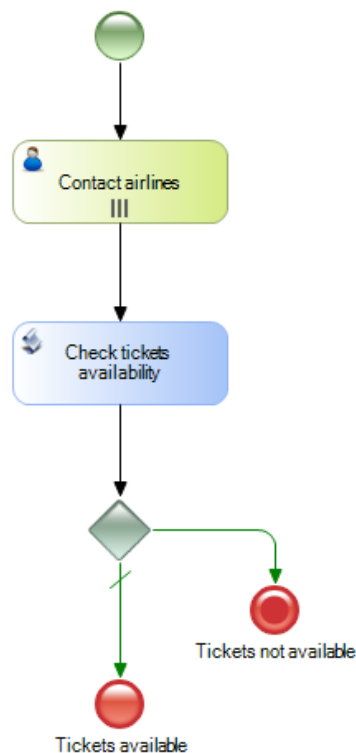 Contact airlines
Check tickets
availability
Tickets not available
Tickets available